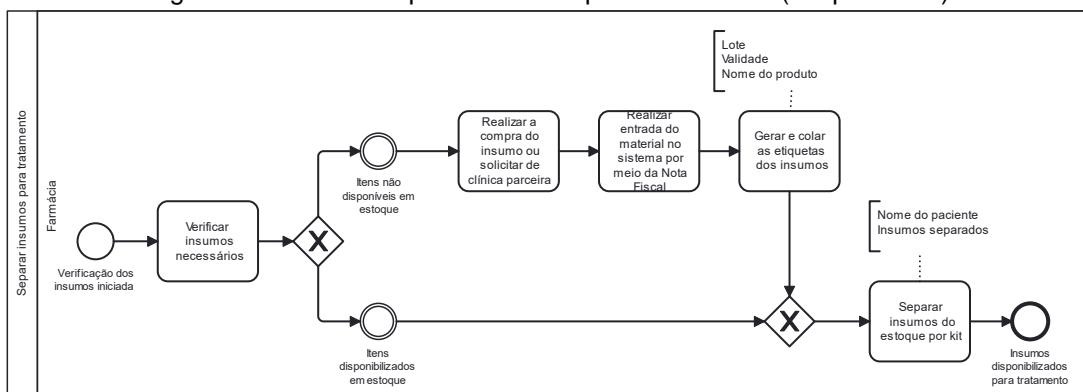 Separar insumos para tratamento
Farmácia
Verificação dos
insumos iniciada
Verificar
insumos
necessários
X
Itens não
disponíveis em
estoque
Realizar a
compra do
insumo ou
solicitar de
clínica parceira
Realizar
entrada do
material no
sistema por
meio da Nota
Fiscal
Lote
Validade
Nome do produto
Gerar e colar
as etiquetas
dos insumos
Itens
disponibilizados
em estoque
X
Nome do paciente
Insumos separados
Separar
insumos do
estoque por kit
Insumos
disponibilizados
para tratamento